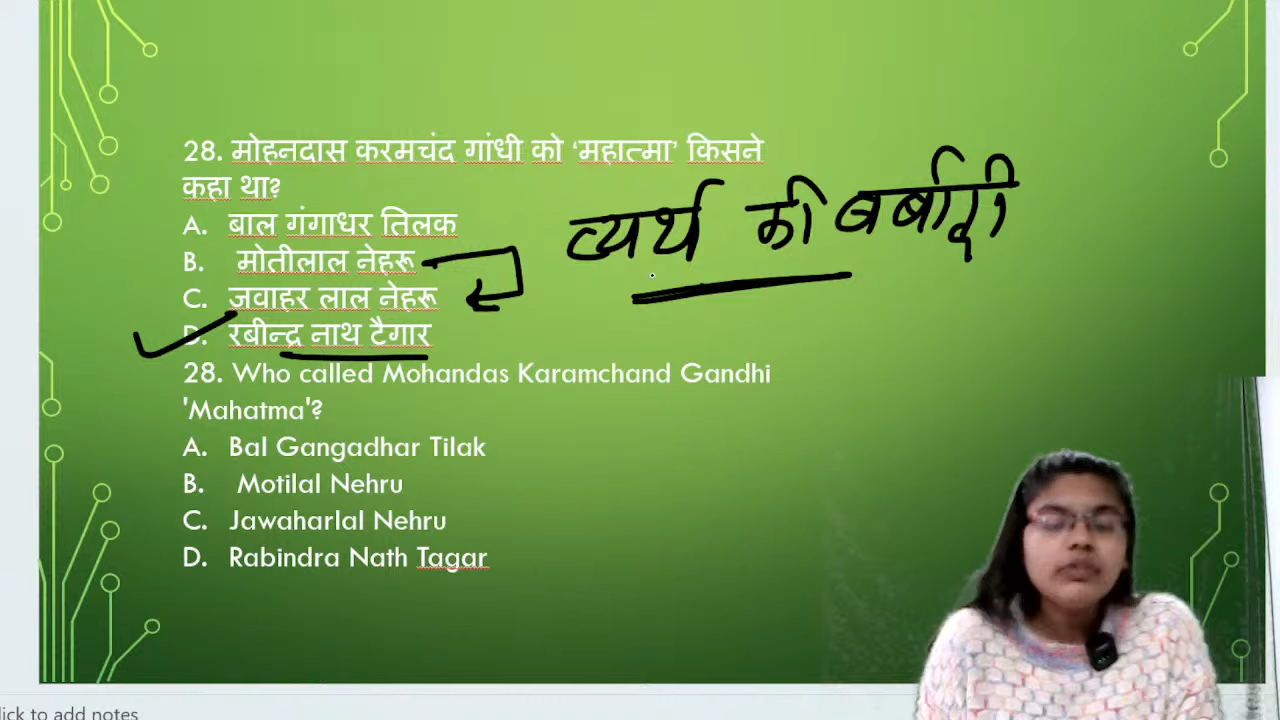 28. मोहनदास करमचंद गांधी को ‘महात्मा’ किसने
कहा था?
A. बाल गंगाधर तिलक
B. मोतीलाल नेहरू
C. जवाहर लाल नेहरू
D. रबीन्द्र नाथ टैगार
व्यर्थ की बर्बादी
28. Who called Mohandas Karamchand Gandhi
'Mahatma'?
A. Bal Gangadhar Tilak
B. Motilal Nehru
C. Jawaharlal Nehru
D. Rabindra Nath Tagar
lick to add notes